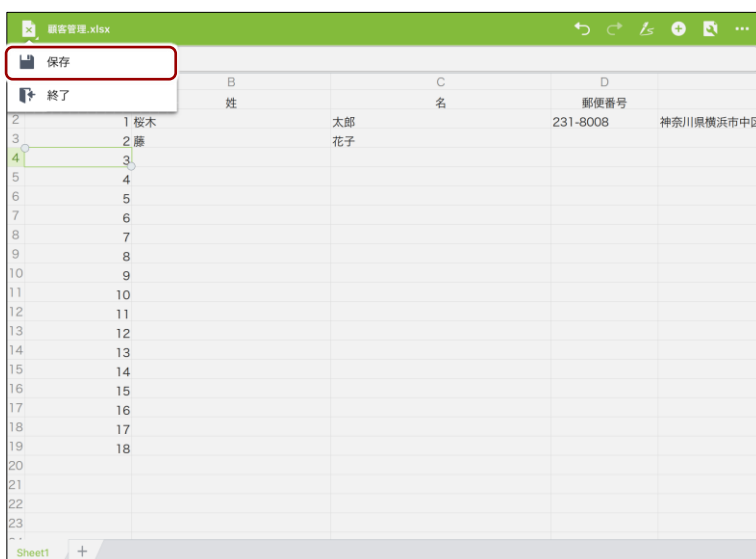 顧客管理.xlsx
保存
終了
B C D
姓 名 郵便番号
2 1 桜木 太郎 231-8008 神奈川県横浜市中区
3 2 藤 花子
4 3
5 4
6 5
7 6
8 7
9 8
10 9
11 10
12 11
13 12
14 13
15 14
16 15
17 16
18 17
19 18
20
21
22
23
Sheet1 +